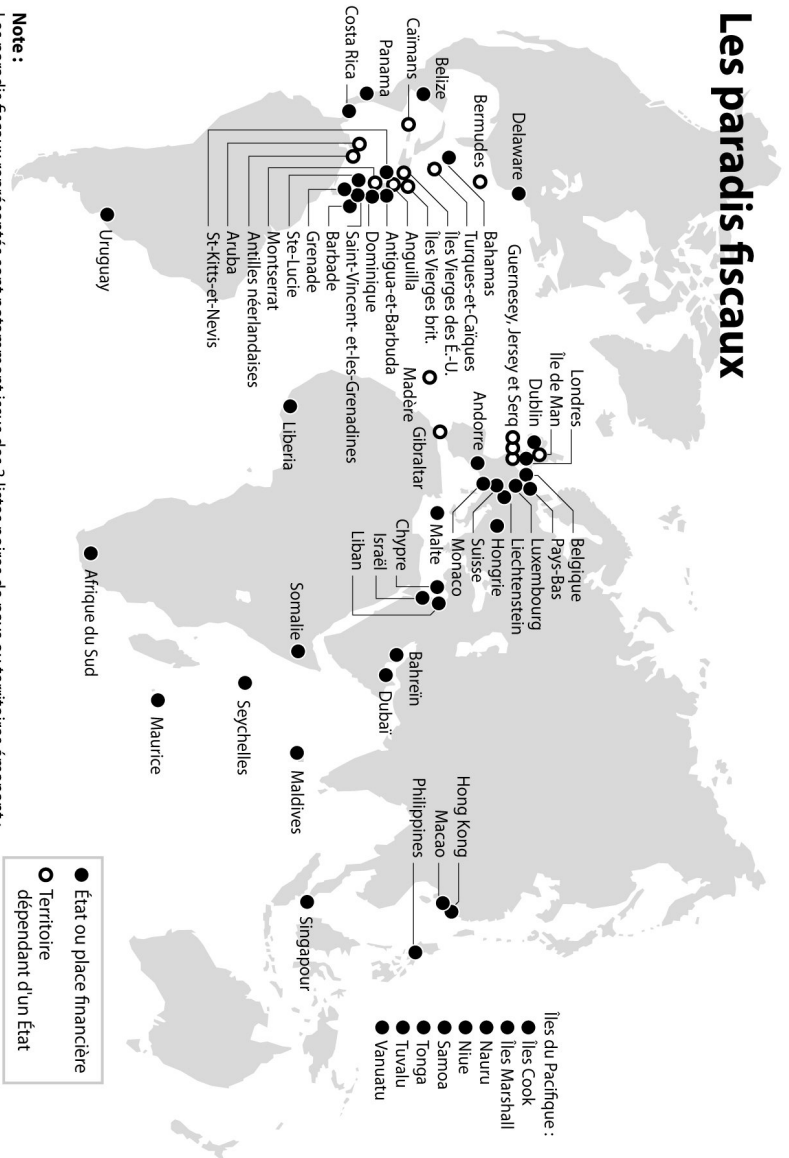 Les paradis fiscaux
Delaware
Bermudes
Belize
Caïmans
Panama
Costa Rica
Bahamas
Turques-et-Caïques
Îles Vierges des É.-U.
Îles Vierges brit.
Anguilla
Antigua-et-Barbuda
Dominique
Saint-Vincent- et-les-Grenadines
Barbade
Grenade
Ste-Lucie
Montserrat
Antilles néerlandaises
Aruba
St-Kitts-et-Nevis
Uruguay
Londres
Île de Man
Dublin
Guernesey, Jersey et Serq
Andorre
Gibraltar
Madère
Belgique
Pays-Bas
Luxembourg
Liechtenstein
Hongrie
Suisse
Monaco
Malte
Chypre
Israël
Liban
Liberia
Somalie
Afrique du Sud
Bahreïn
Dubaï
Seychelles
Maurice
Maldives
Hong Kong
Macao
Philippines
Singapour
Îles du Pacifique :
Îles Cook
Îles Marshall
Nauru
Niue
Samoa
Tonga
Tuvalu
Vanuatu
État ou place financière
Territoire
dépendant d'un État
Note :